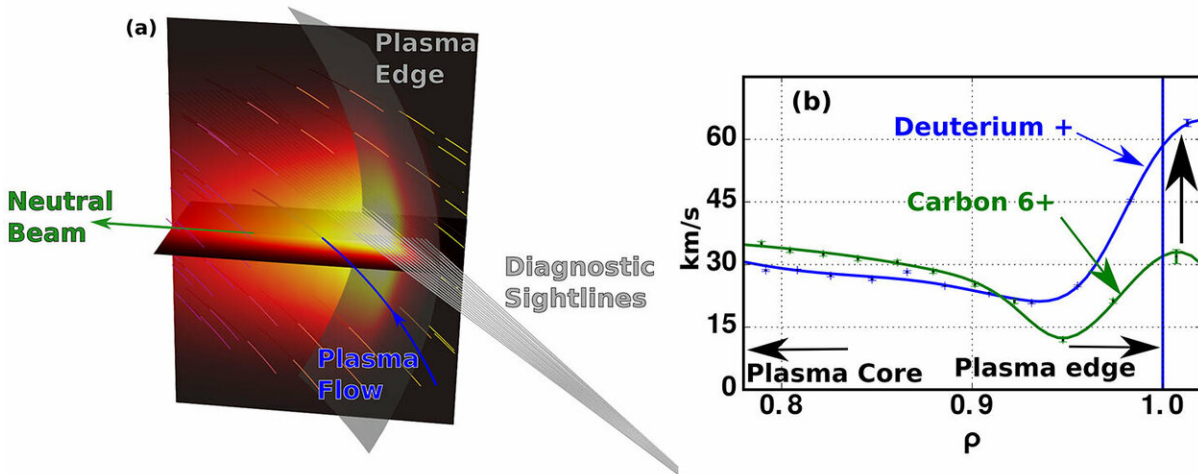 (a)
Plasma
Edge
Neutral
Beam
Diagnostic
Sightlines
Plasma
Flow
(b)
Deuterium +
Carbon 6+
km/s
60
45
30
15
0
Plasma Core
Plasma edge
0.8
0.9
1.0
ρ